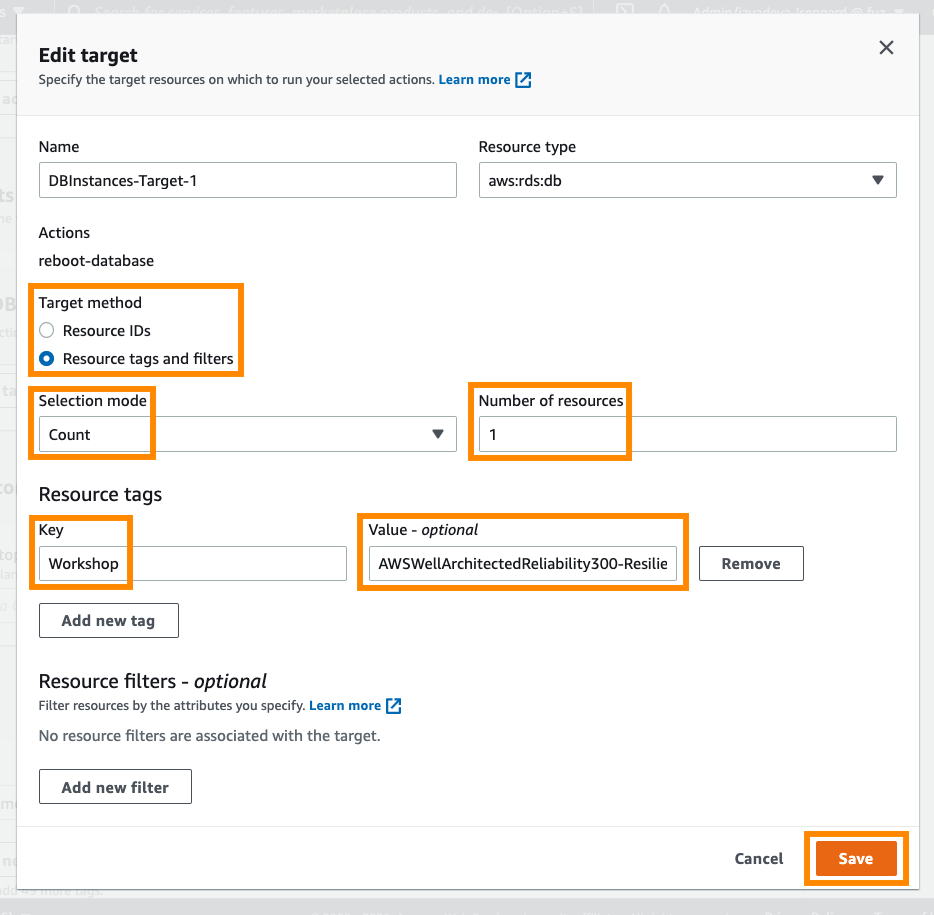 Edit target
Specify the target resources on which to run your selected actions. Learn more
Name
Resource type
DBInstances-Target-1
aws:rds:db
Actions
reboot-database
Target method
Resource IDs
Resource tags and filters
Selection mode
Number of resources
Count
1
Resource tags
Key
Value - optional
Workshop
AWSWellArchitectedReliability300-Resilie
Remove
Add new tag
Resource filters - optional
Filter resources by the attributes you specify. Learn more
No resource filters are associated with the target.
Add new filter
Cancel
Save